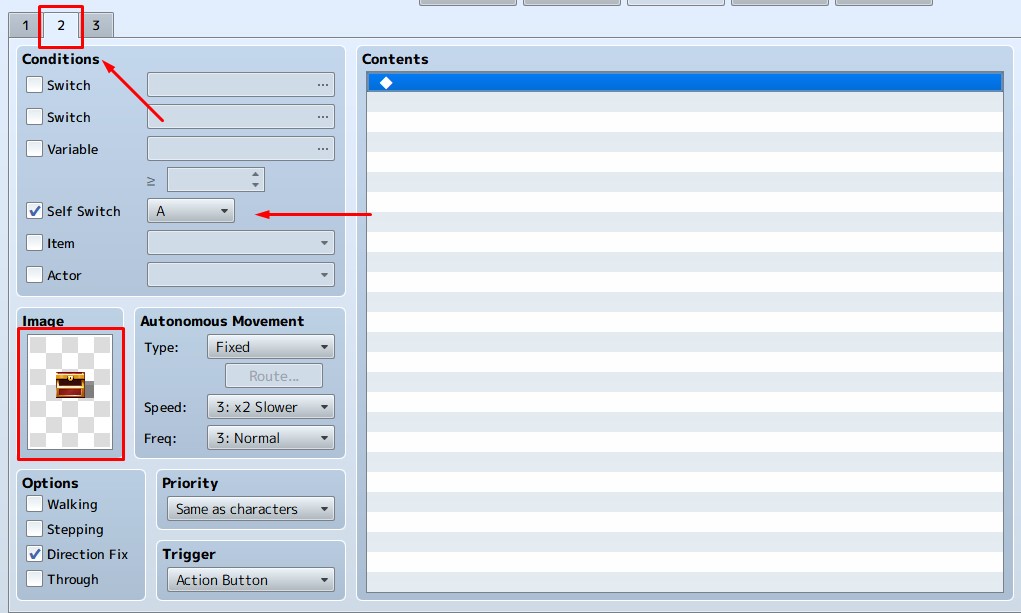 1 2 3
Conditions
Switch ...
Switch ...
Variable ...
≥
Self Switch A
Item
Actor
Image
Autonomous Movement
Type: Fixed
Route...
Speed: 3: x2 Slower
Freq: 3: Normal
Options
Walking
Stepping
Direction Fix
Through
Priority
Same as characters
Trigger
Action Button
Contents